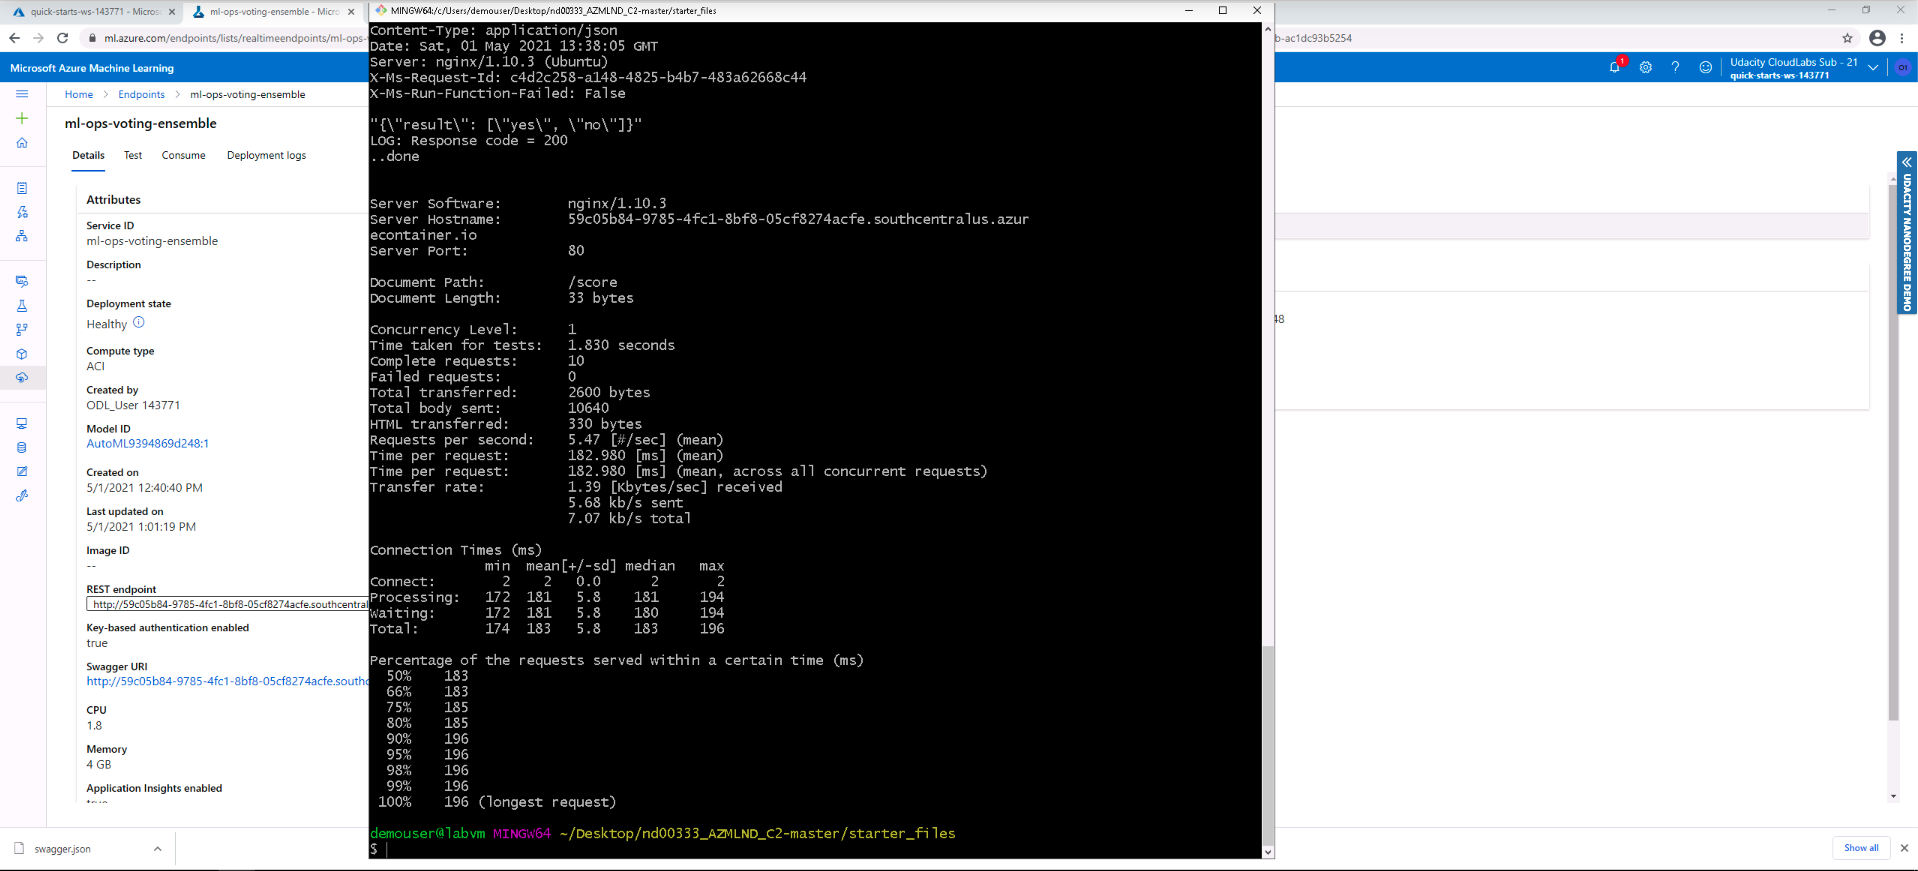 quick-starts-ws-143771 - Micros
ml-ops-voting-ensemble - Micro
MINGW64:/c/Users/demouser/Desktop/nd00333_AZMLND_C2-master/starter_files
ml.azure.com/endpoints/lists/realtimeendpoints/ml-ops-
b-ac1dc93b5254
Microsoft Azure Machine Learning
1
Udacity CloudLabs Sub - 21
quick-starts-ws-143771
Home > Endpoints > ml-ops-voting-ensemble
ml-ops-voting-ensemble
Details Test Consume Deployment logs
Attributes
Service ID
ml-ops-voting-ensemble
Description
--
Deployment state
Healthy
Compute type
ACI
Created by
ODL_User 143771
Model ID
AutoML9394869d248:1
Created on
5/1/2021 12:40:40 PM
Last updated on
5/1/2021 1:01:19 PM
Image ID
--
REST endpoint
http://59c05b84-9785-4fc1-8bf8-05cf8274acfe.southcentral
Key-based authentication enabled
true
Swagger URI
http://59c05b84-9785-4fc1-8bf8-05cf8274acfe.southc
CPU
1.8
Memory
4 GB
Application Insights enabled
true
Content-Type: application/json
Date: Sat, 01 May 2021 13:38:05 GMT
Server: nginx/1.10.3 (Ubuntu)
X-Ms-Request-Id: c4d2c258-a148-4825-b4b7-483a62668c44
X-Ms-Run-Function-Failed: False
"{\"result\": [\"yes\", \"no\"]}"
LOG: Response code = 200
..done
Server Software: nginx/1.10.3
Server Hostname: 59c05b84-9785-4fc1-8bf8-05cf8274acfe.southcentralus.azur
econtainer.io
Server Port: 80
Document Path: /score
Document Length: 33 bytes
Concurrency Level: 1
Time taken for tests: 1.830 seconds
Complete requests: 10
Failed requests: 0
Total transferred: 2600 bytes
Total body sent: 10640
HTML transferred: 330 bytes
Requests per second: 5.47 [#/sec] (mean)
Time per request: 182.980 [ms] (mean)
Time per request: 182.980 [ms] (mean, across all concurrent requests)
Transfer rate: 1.39 [Kbytes/sec] received
5.68 kb/s sent
7.07 kb/s total
Connection Times (ms)
min mean[+/-sd] median max
Connect: 2 2 0.0 2 2
Processing: 172 181 5.8 181 194
Waiting: 172 181 5.8 180 194
Total: 174 183 5.8 183 196
Percentage of the requests served within a certain time (ms)
50% 183
66% 183
75% 185
80% 185
90% 196
95% 196
98% 196
99% 196
100% 196 (longest request)
demouser@labvm MINGW64 ~/Desktop/nd00333_AZMLND_C2-master/starter_files
$
48
UDACITY NANODEGREE DEMO
swagger.json
Show all